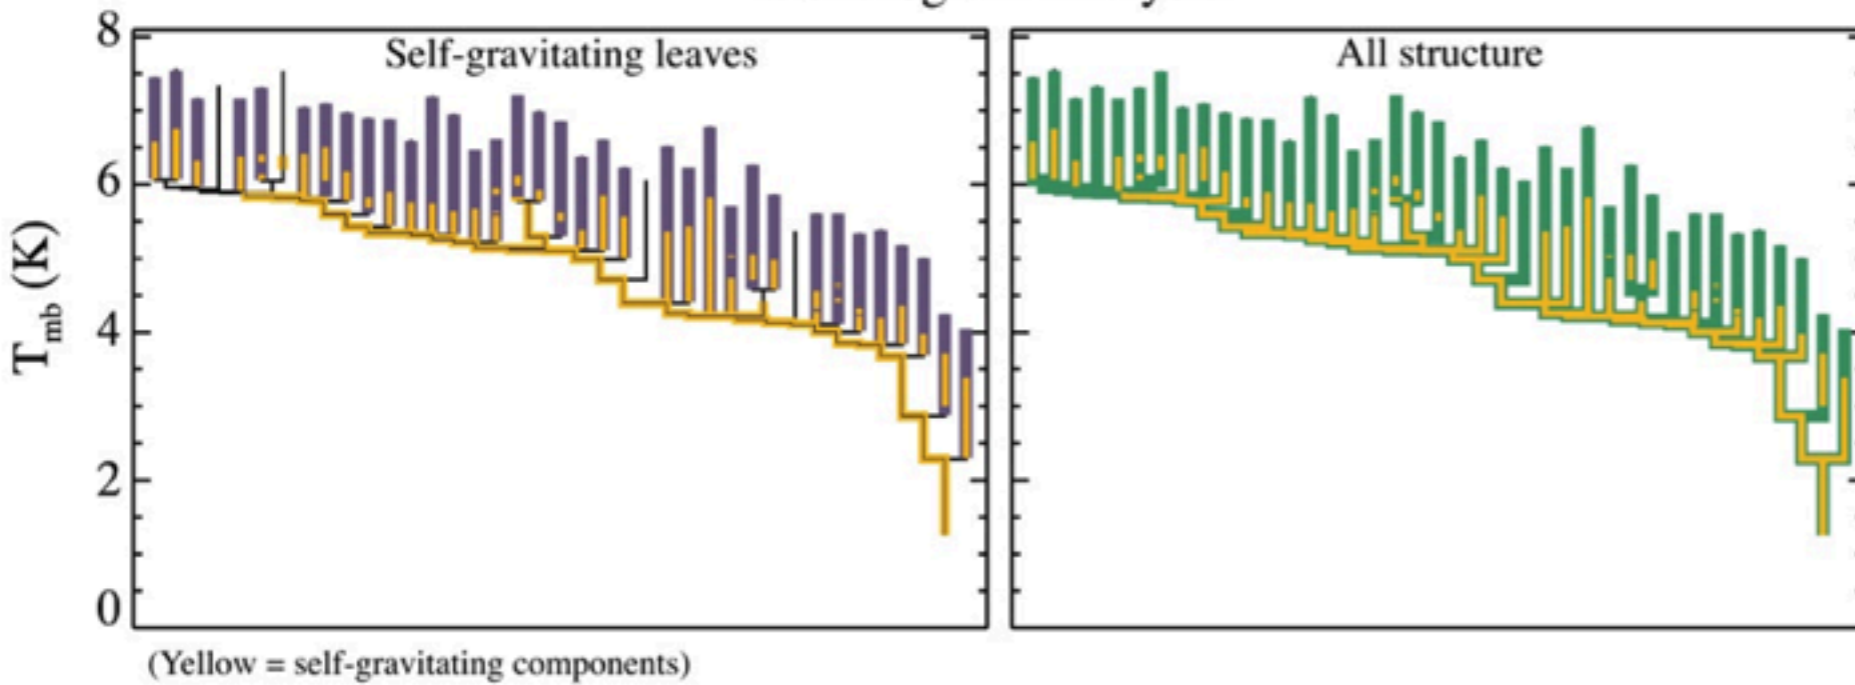 8
Self-gravitating leaves
All structure
6
4
2
0
T_mb (K)
(Yellow = self-gravitating components)